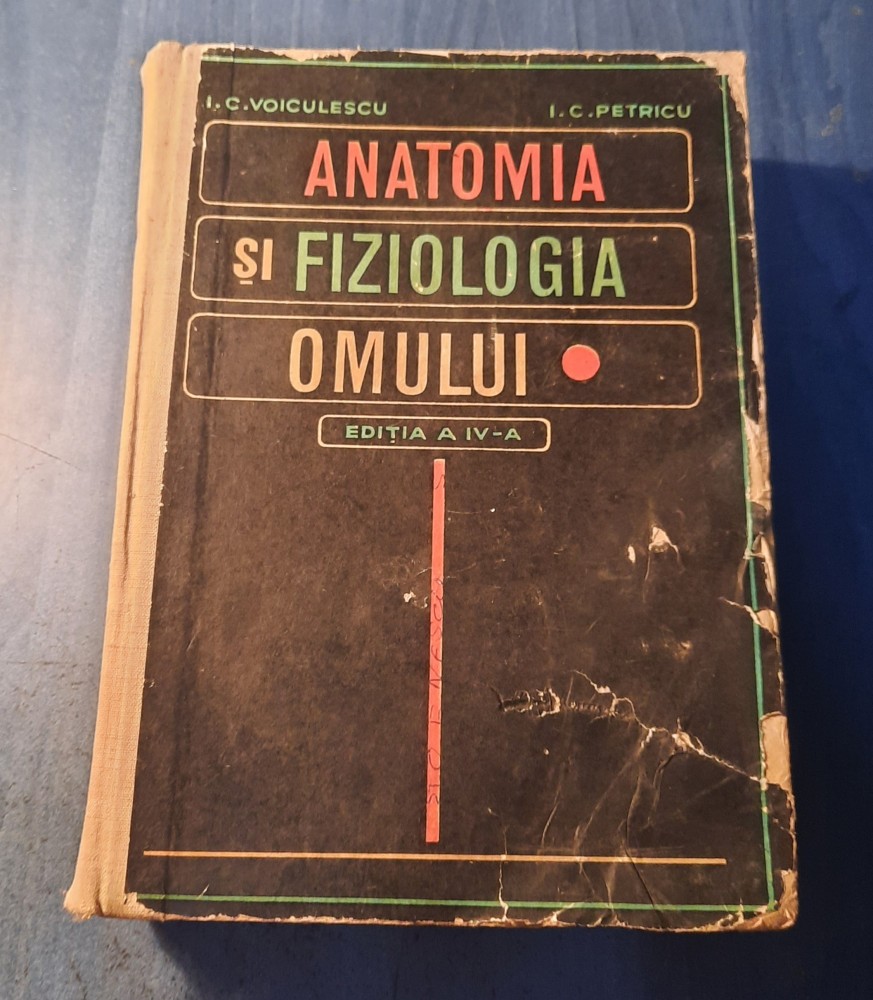 I. C. VOICULESCU I. C. PETRICU
ANATOMIA
ȘI FIZIOLOGIA
OMULUI
EDIȚIA A IV-A